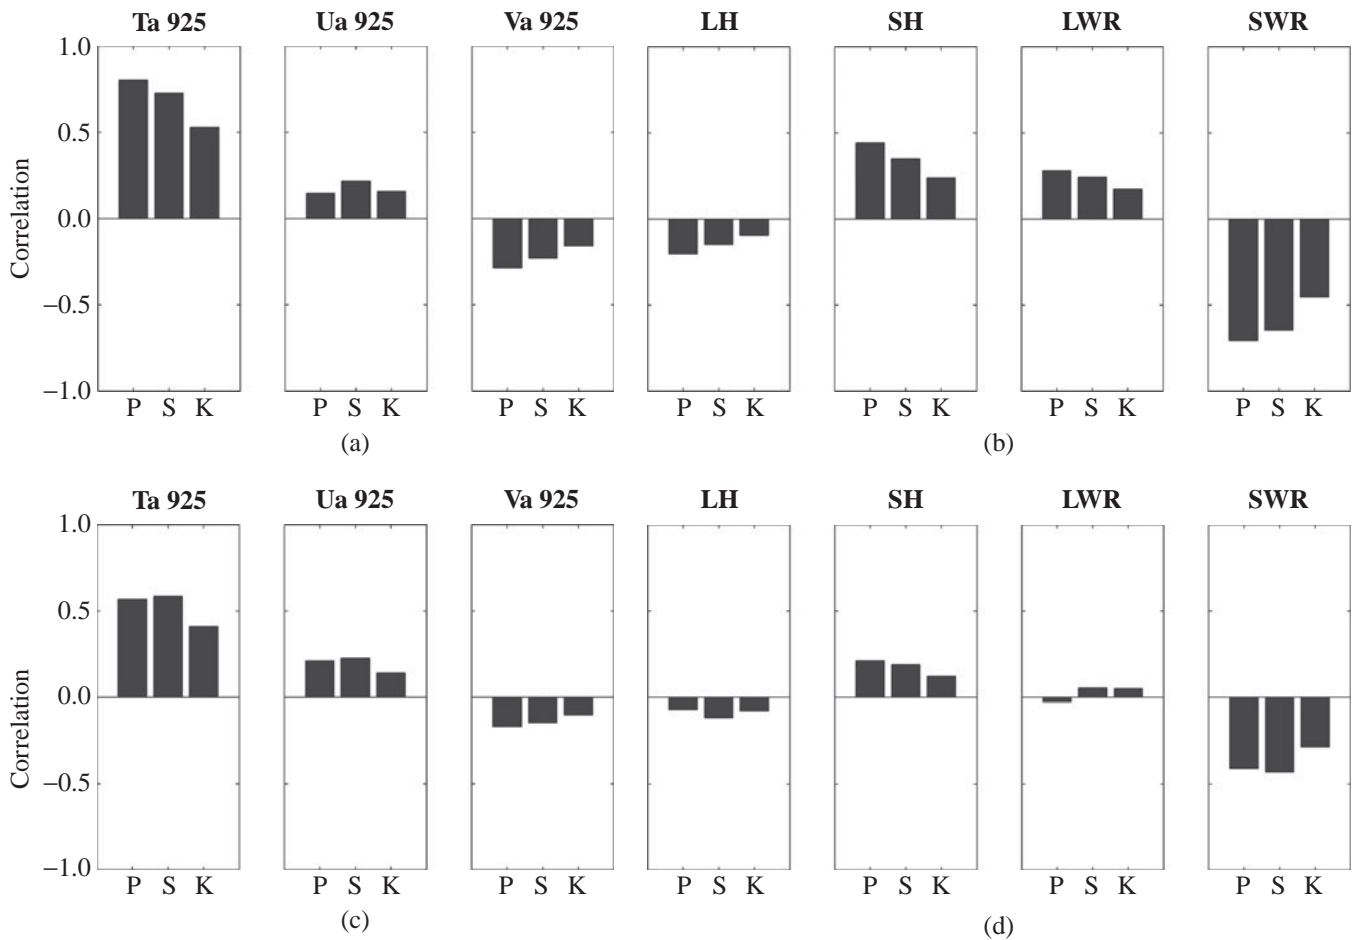 Ta 925 Ua 925 Va 925 LH SH LWR SWR
1.0
0.5
0.0
−0.5
−1.0
Correlation
P S K P S K P S K P S K P S K P S K P S K
(a) (b)
Ta 925 Ua 925 Va 925 LH SH LWR SWR
1.0
0.5
0.0
−0.5
−1.0
Correlation
P S K P S K P S K P S K P S K P S K P S K
(c) (d)